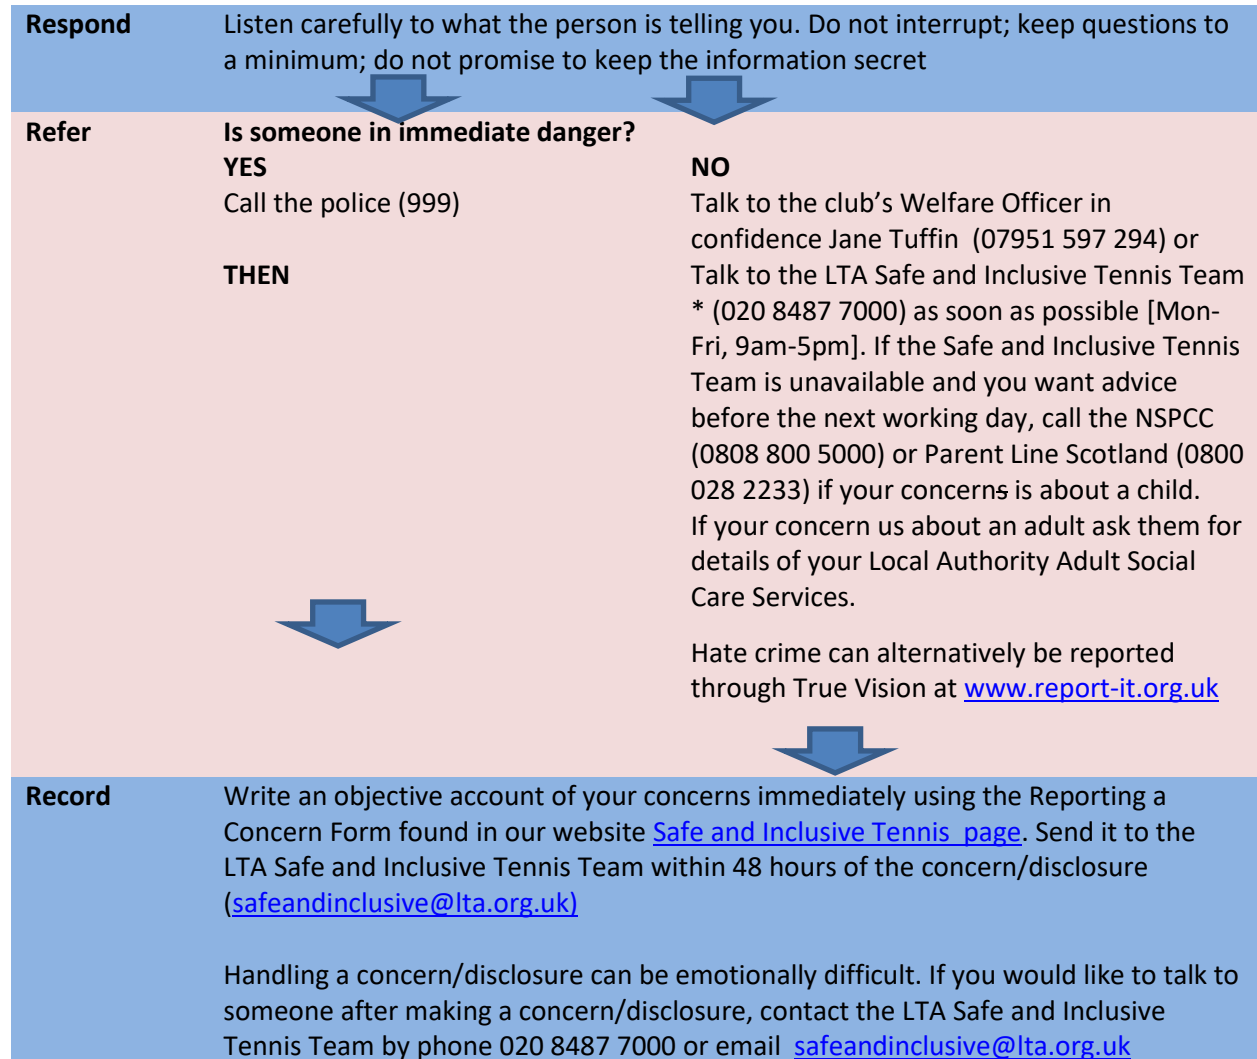 Respond
Listen carefully to what the person is telling you. Do not interrupt; keep questions to
a minimum; do not promise to keep the information secret
Refer
Is someone in immediate danger?
YES
Call the police (999)
THEN
NO
Talk to the club’s Welfare Officer in
confidence Jane Tuffin  (07951 597 294) or
Talk to the LTA Safe and Inclusive Tennis Team
* (020 8487 7000) as soon as possible [Mon-
Fri, 9am-5pm]. If the Safe and Inclusive Tennis
Team is unavailable and you want advice
before the next working day, call the NSPCC
(0808 800 5000) or Parent Line Scotland (0800
028 2233) if your concerns is about a child.
If your concern us about an adult ask them for
details of your Local Authority Adult Social
Care Services.
Hate crime can alternatively be reported
through True Vision at www.report-it.org.uk
Record
Write an objective account of your concerns immediately using the Reporting a
Concern Form found in our website Safe and Inclusive Tennis  page. Send it to the
LTA Safe and Inclusive Tennis Team within 48 hours of the concern/disclosure
(safeandinclusive@lta.org.uk)
Handling a concern/disclosure can be emotionally difficult. If you would like to talk to
someone after making a concern/disclosure, contact the LTA Safe and Inclusive
Tennis Team by phone 020 8487 7000 or email  safeandinclusive@lta.org.uk